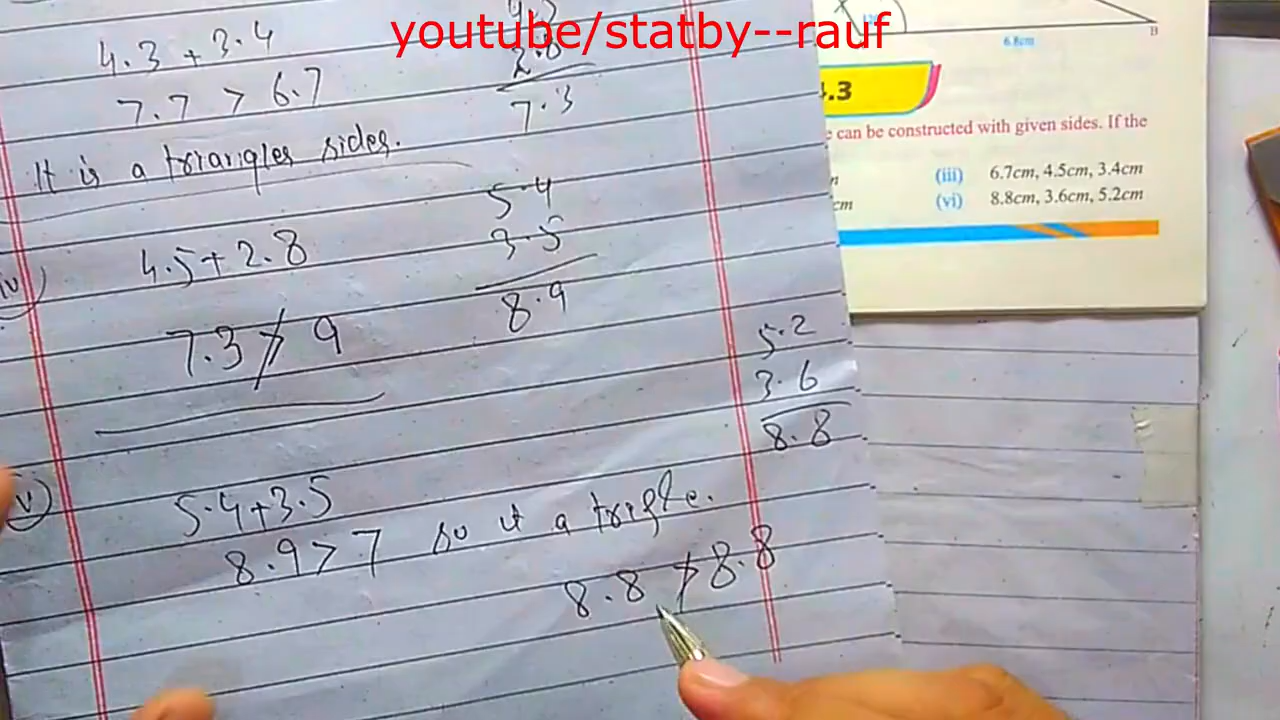 youtube/statby--rauf
4.3 + 3.4
7.7 > 6.7
It is a triangles sides.
7.3
iv
4.5 + 2.8
7.3 ≯ 9
5.4
3.5
8.9
5.2
3.6
8.8
v
5.4 + 3.5
8.9 > 7 so it a
8.8 ≯ 8.8
B
6.8cm
.3
can be constructed with given sides. If the
(iii) 6.7cm, 4.5cm, 3.4cm
cm (vi) 8.8cm, 3.6cm, 5.2cm